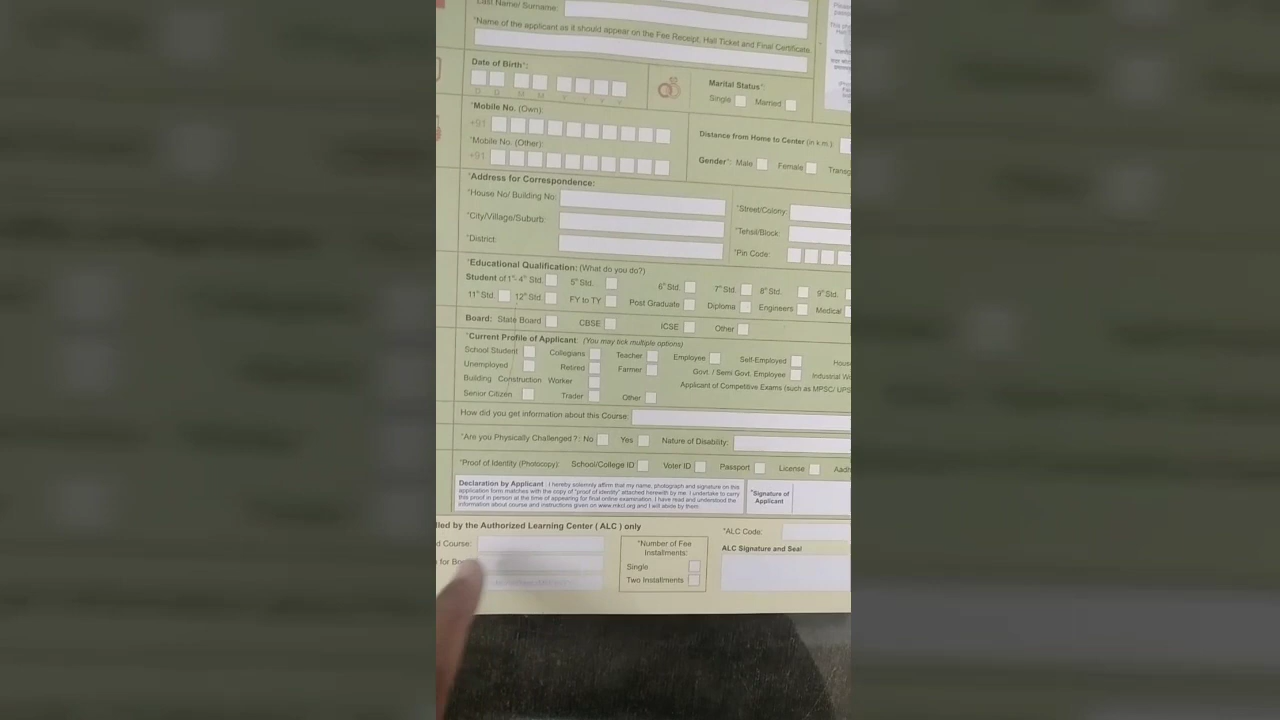 Last Name/ Surname:
*Name of the applicant as it should appear on the Fee Receipt, Hall Ticket and Final Certificate.
Date of Birth*:
D D M M Y Y Y Y
Marital Status*:
Single Married
*Mobile No. (Own):
+91
*Mobile No. (Other):
+91
Distance from Home to Center (in k.m.)
Gender*: Male Female Transg
*Address for Correspondence:
*House No/ Building No:
*Street/Colony:
*City/Village/Suburb:
*Tehsil/Block:
*District:
*Pin Code:
*Educational Qualification: (What do you do?)
Student of 1st- 4th Std. 5th Std. 6th Std. 7th Std. 8th Std. 9th Std.
11th Std. 12th Std. FY to TY Post Graduate Diploma Engineers Medical
Board: State Board CBSE ICSE Other
*Current Profile of Applicant: (You may tick multiple options)
School Student Collegians Teacher Employee Self-Employed House
Unemployed Retired Farmer Govt. / Semi Govt. Employee Industrial Wo
Building Construction Worker Applicant of Competitive Exams (such as MPSC/ UPS
Senior Citizen Trader Other
How did you get information about this Course:
*Are you Physically Challenged ?: No Yes Nature of Disability:
*Proof of Identity (Photocopy): School/College ID Voter ID Passport License Aadh
Declaration by Applicant : I hereby solemnly affirm that my name, photograph and signature on this
application form matches with the copy of "proof of identity" attached herewith by me. I undertake to carry
this proof in person at the time of appearing for final online examination. I have read and understood the
information about course and instructions given on www.mkcl.org and I will abide by them.
*Signature of
Applicant
lled by the Authorized Learning Center ( ALC ) only
d Course:
for Bo
*Number of Fee
Installments:
Single
Two Installments
*ALC Code:
ALC Signature and Seal